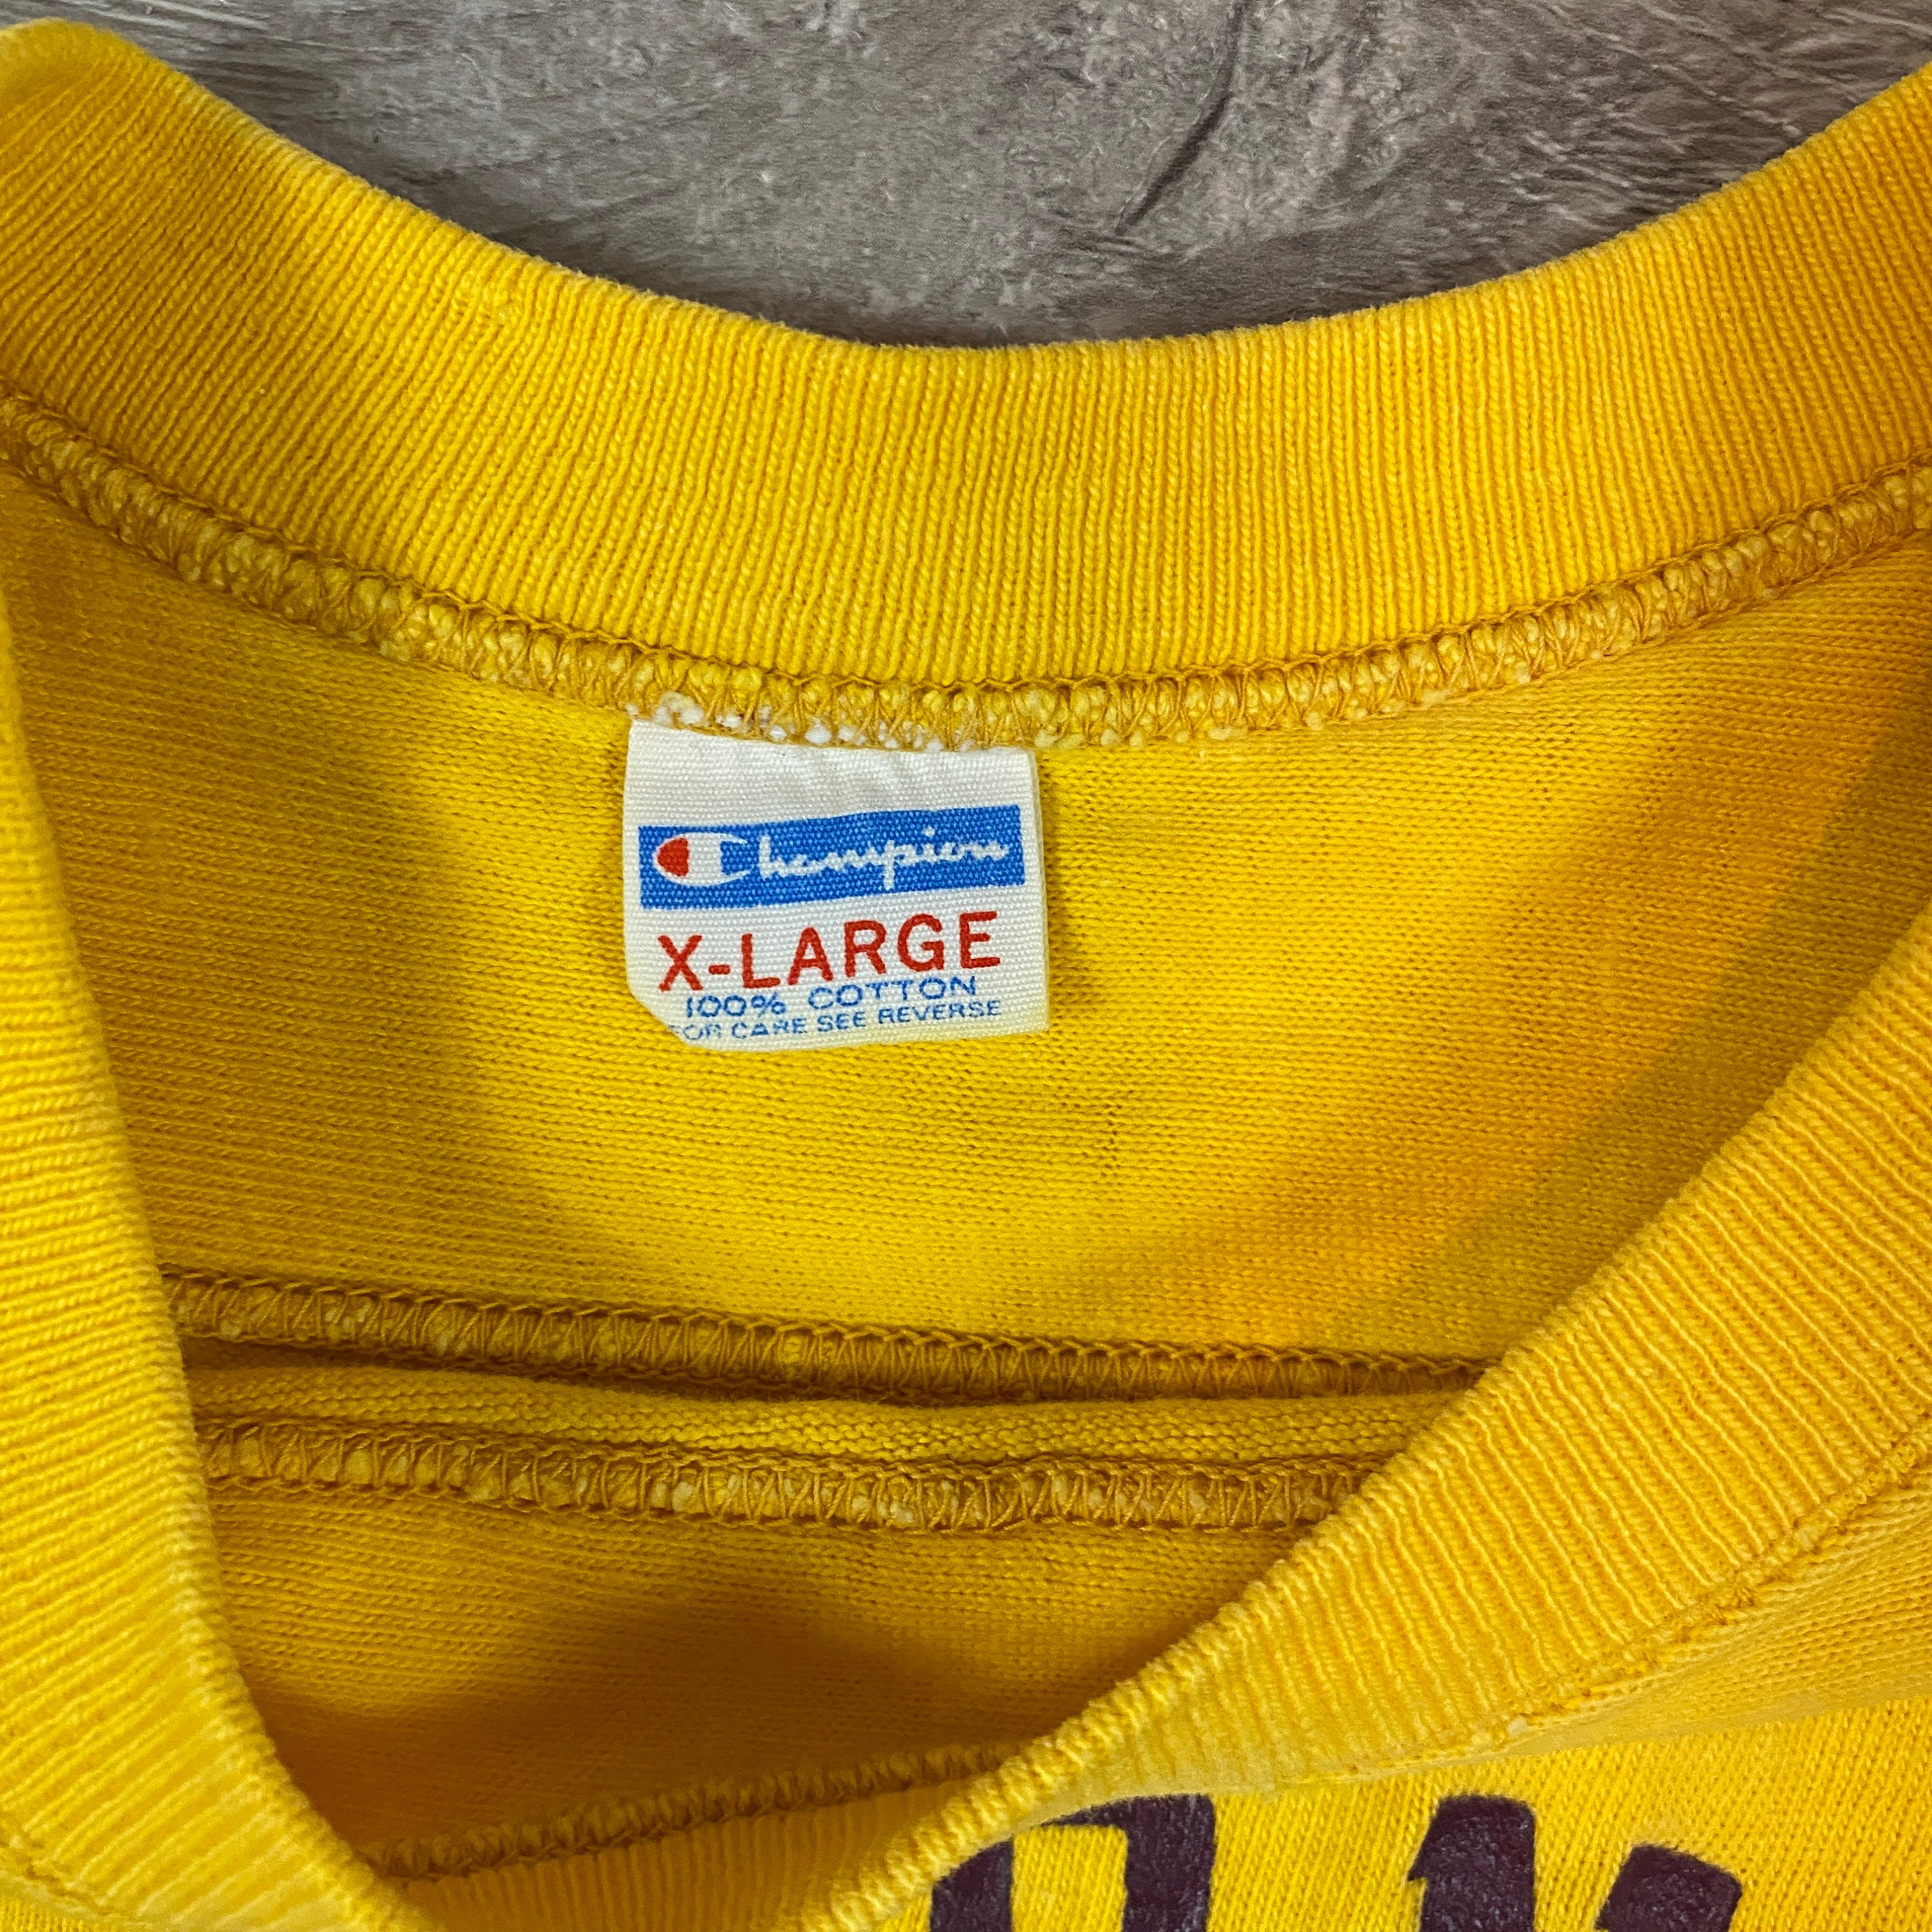 Champion
X-LARGE
100% COTTON
FOR CARE SEE REVERSE